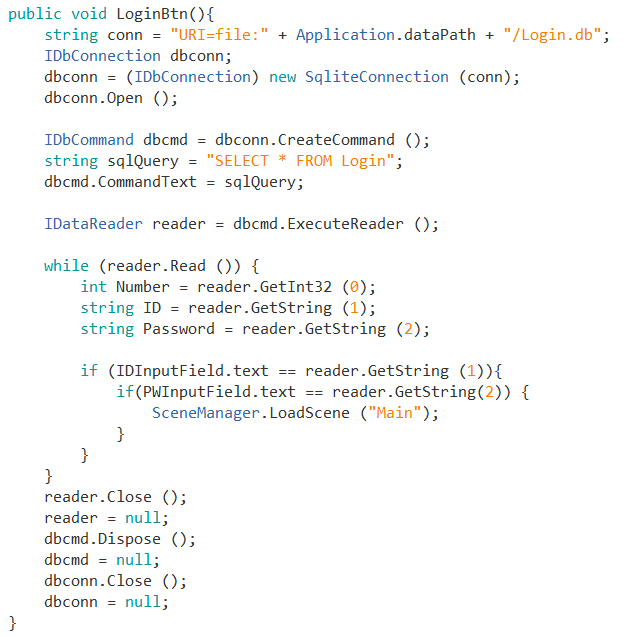 public void LoginBtn(){
    string conn = "URI=file:" + Application.dataPath + "/Login.db";
    IDbConnection dbconn;
    dbconn = (IDbConnection) new SqliteConnection (conn);
    dbconn.Open ();

    IDbCommand dbcmd = dbconn.CreateCommand ();
    string sqlQuery = "SELECT * FROM Login";
    dbcmd.CommandText = sqlQuery;

    IDataReader reader = dbcmd.ExecuteReader ();

    while (reader.Read ()) {
        int Number = reader.GetInt32 (0);
        string ID = reader.GetString (1);
        string Password = reader.GetString (2);

        if (IDInputField.text == reader.GetString (1)){
            if(PWInputField.text == reader.GetString(2)) {
                SceneManager.LoadScene ("Main");
            }
        }
    }
    reader.Close ();
    reader = null;
    dbcmd.Dispose ();
    dbcmd = null;
    dbconn.Close ();
    dbconn = null;
}